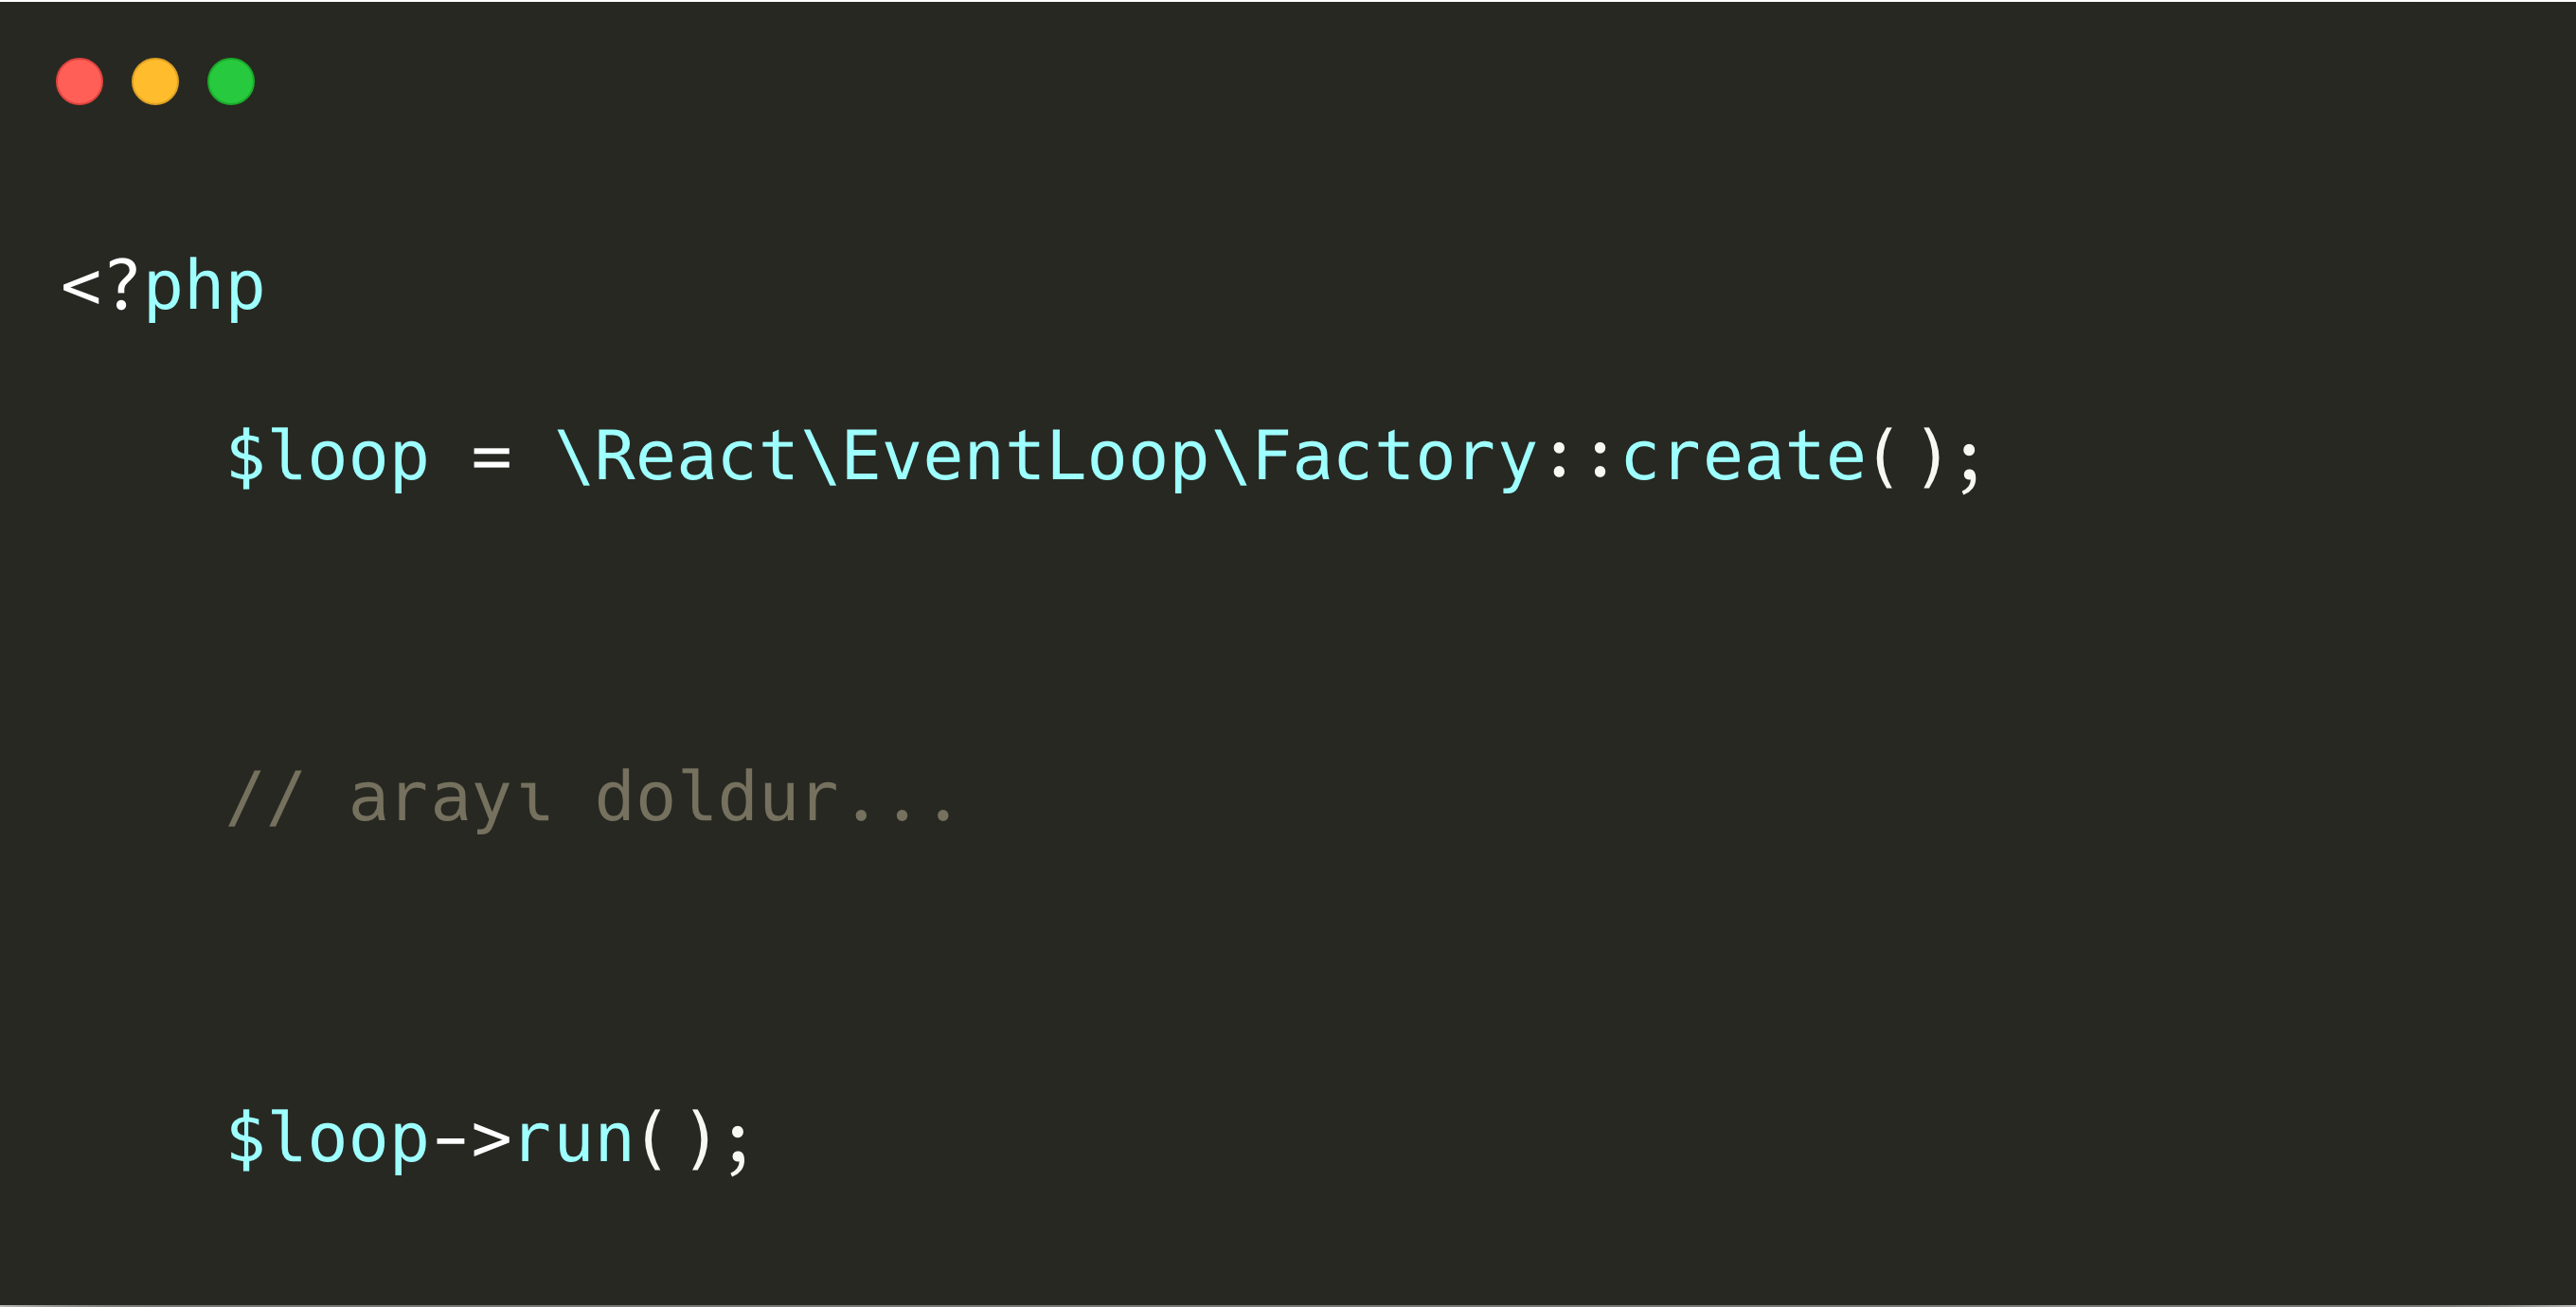 <?php
$loop = \React\EventLoop\Factory::create();
// arayı doldur...
$loop->run();